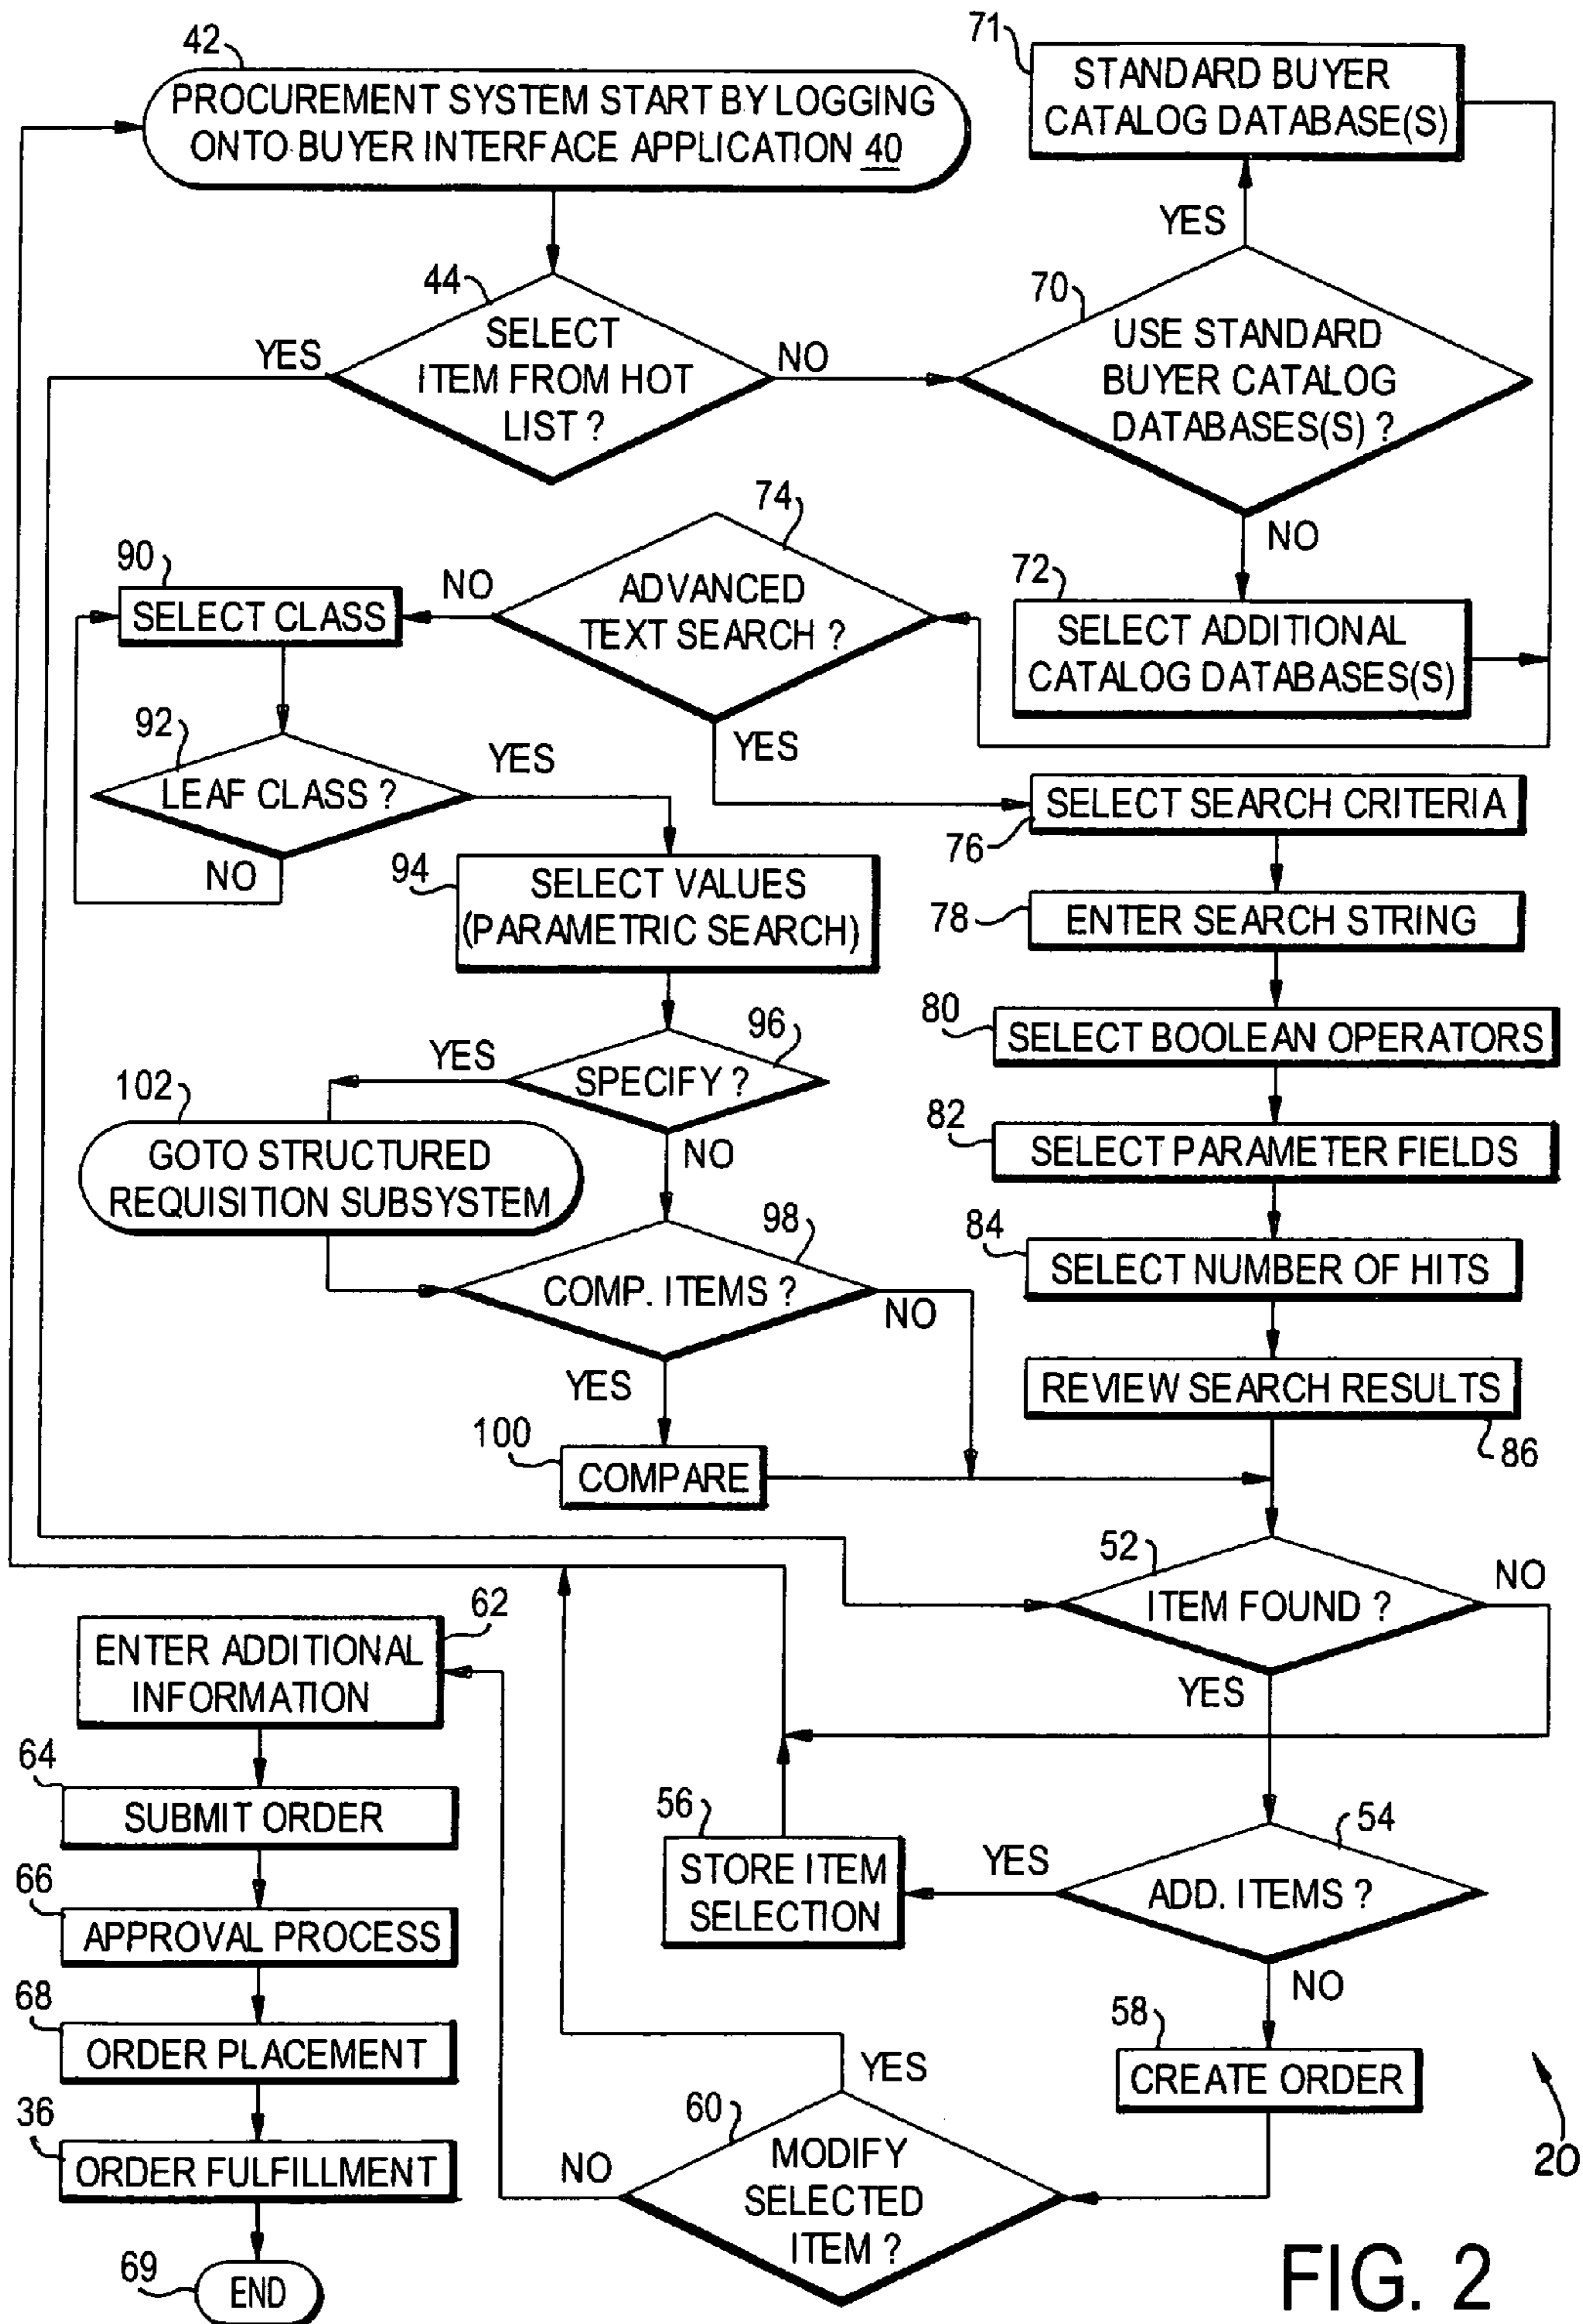 42
PROCUREMENT SYSTEM START BY LOGGING
ONTO BUYER INTERFACE APPLICATION 40
71
STANDARD BUYER
CATALOG DATABASE(S)
YES
44
SELECT
ITEM FROM HOT
LIST ?
YES
NO
70
USE STANDARD
BUYER CATALOG
DATABASES(S) ?
NO
74
ADVANCED
TEXT SEARCH ?
NO
YES
90
SELECT CLASS
72
SELECT ADDITIONAL
CATALOG DATABASES(S)
92
LEAF CLASS ?
YES
NO
SELECT SEARCH CRITERIA
76
94
SELECT VALUES
(PARAMETRIC SEARCH)
78
ENTER SEARCH STRING
96
SPECIFY ?
YES
NO
80
SELECT BOOLEAN OPERATORS
102
GOTO STRUCTURED
REQUISITION SUBSYSTEM
82
SELECT PARAMETER FIELDS
98
COMP. ITEMS ?
NO
YES
84
SELECT NUMBER OF HITS
REVIEW SEARCH RESULTS
86
100
COMPARE
52
ITEM FOUND ?
NO
YES
62
ENTER ADDITIONAL
INFORMATION
64
SUBMIT ORDER
56
STORE ITEM
SELECTION
YES
54
ADD. ITEMS ?
NO
66
APPROVAL PROCESS
68
ORDER PLACEMENT
58
CREATE ORDER
YES
60
MODIFY
SELECTED
ITEM ?
NO
36
ORDER FULFILLMENT
20
69
END
FIG. 2